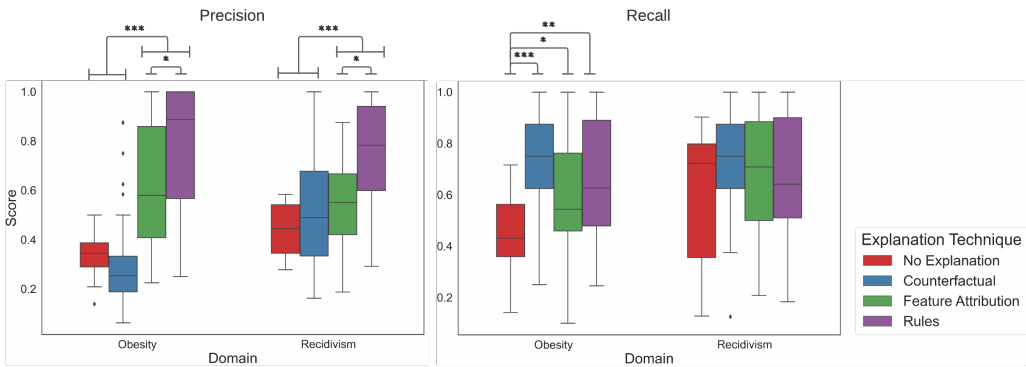 Precision
Recall
*** * *** *
** * ***
1.0
0.8
0.6
0.4
0.2
Score
1.0
0.8
0.6
0.4
0.2
Obesity Recidivism
Domain
Obesity Recidivism
Domain
Explanation Technique
No Explanation
Counterfactual
Feature Attribution
Rules